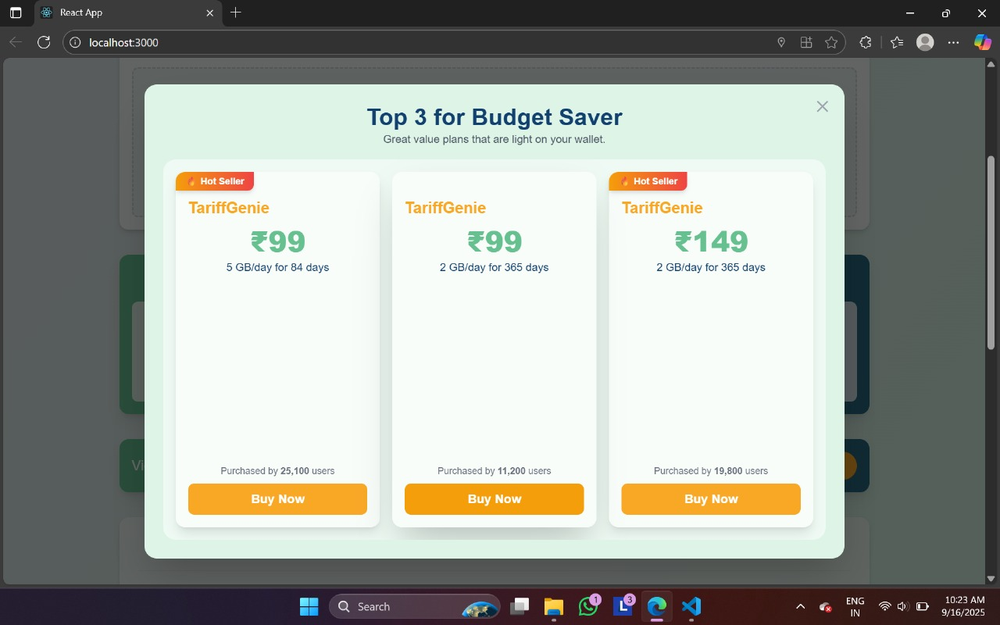 React App
localhost:3000
Top 3 for Budget Saver
Great value plans that are light on your wallet.
🔥 Hot Seller
TariffGenie
₹99
5 GB/day for 84 days
Purchased by 25,100 users
Buy Now
TariffGenie
₹99
2 GB/day for 365 days
Purchased by 11,200 users
Buy Now
🔥 Hot Seller
TariffGenie
₹149
2 GB/day for 365 days
Purchased by 19,800 users
Buy Now
Vi
Search
1
L
3
ENG
IN
10:23 AM
9/16/2025